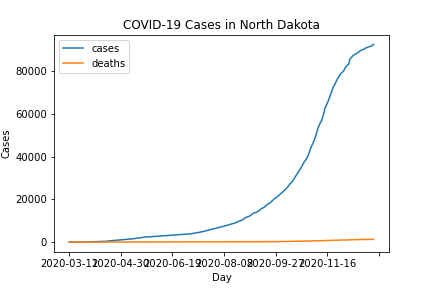 COVID-19 Cases in North Dakota
cases
deaths
Cases
80000
60000
40000
20000
0
2020-03-11 2020-04-30 2020-06-19 2020-08-08 2020-09-27 2020-11-16
Day